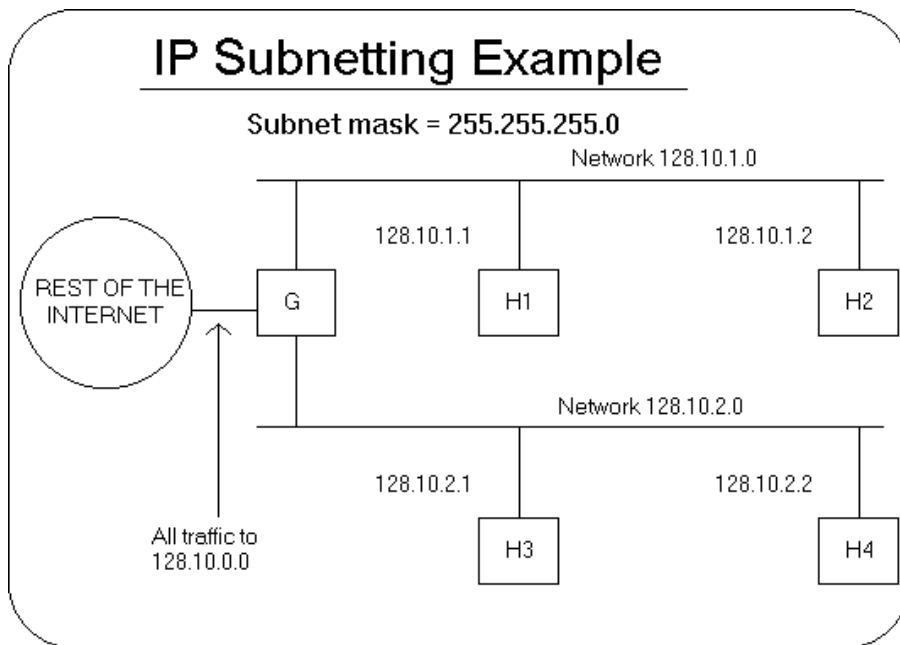 IP Subnetting Example
Subnet mask = 255.255.255.0
Network 128.10.1.0
128.10.1.1
128.10.1.2
REST OF THE
INTERNET
G
H1
H2
Network 128.10.2.0
128.10.2.1
128.10.2.2
All traffic to
128.10.0.0
H3
H4